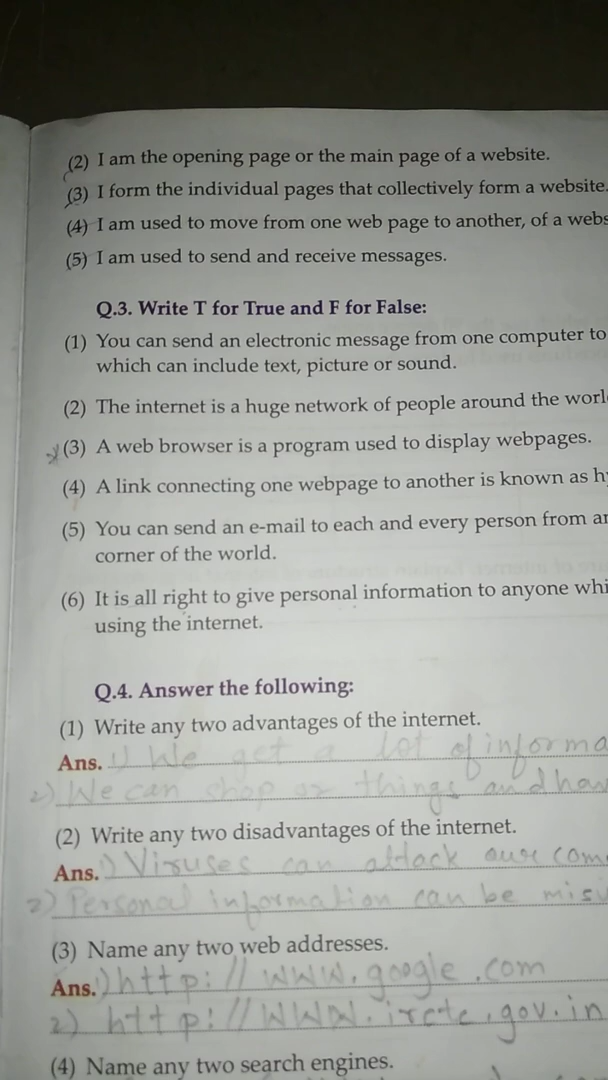 (2) I am the opening page or the main page of a website.
(3) I form the individual pages that collectively form a website.
(4) I am used to move from one web page to another, of a webs
(5) I am used to send and receive messages.
Q.3. Write T for True and F for False:
(1) You can send an electronic message from one computer to
which can include text, picture or sound.
(2) The internet is a huge network of people around the worl
(3) A web browser is a program used to display webpages.
(4) A link connecting one webpage to another is known as hy
(5) You can send an e-mail to each and every person from an
corner of the world.
(6) It is all right to give personal information to anyone whi
using the internet.
Q.4. Answer the following:
(1) Write any two advantages of the internet.
Ans. 1) We get a lot of informa
2) We can shop or things and hav
(2) Write any two disadvantages of the internet.
Ans. 1) Viruses can attack our com
2) Personal information can be misu
(3) Name any two web addresses.
Ans. 1) http://WWW.google.com
2) http://WWW.irctc.gov.in
(4) Name any two search engines.